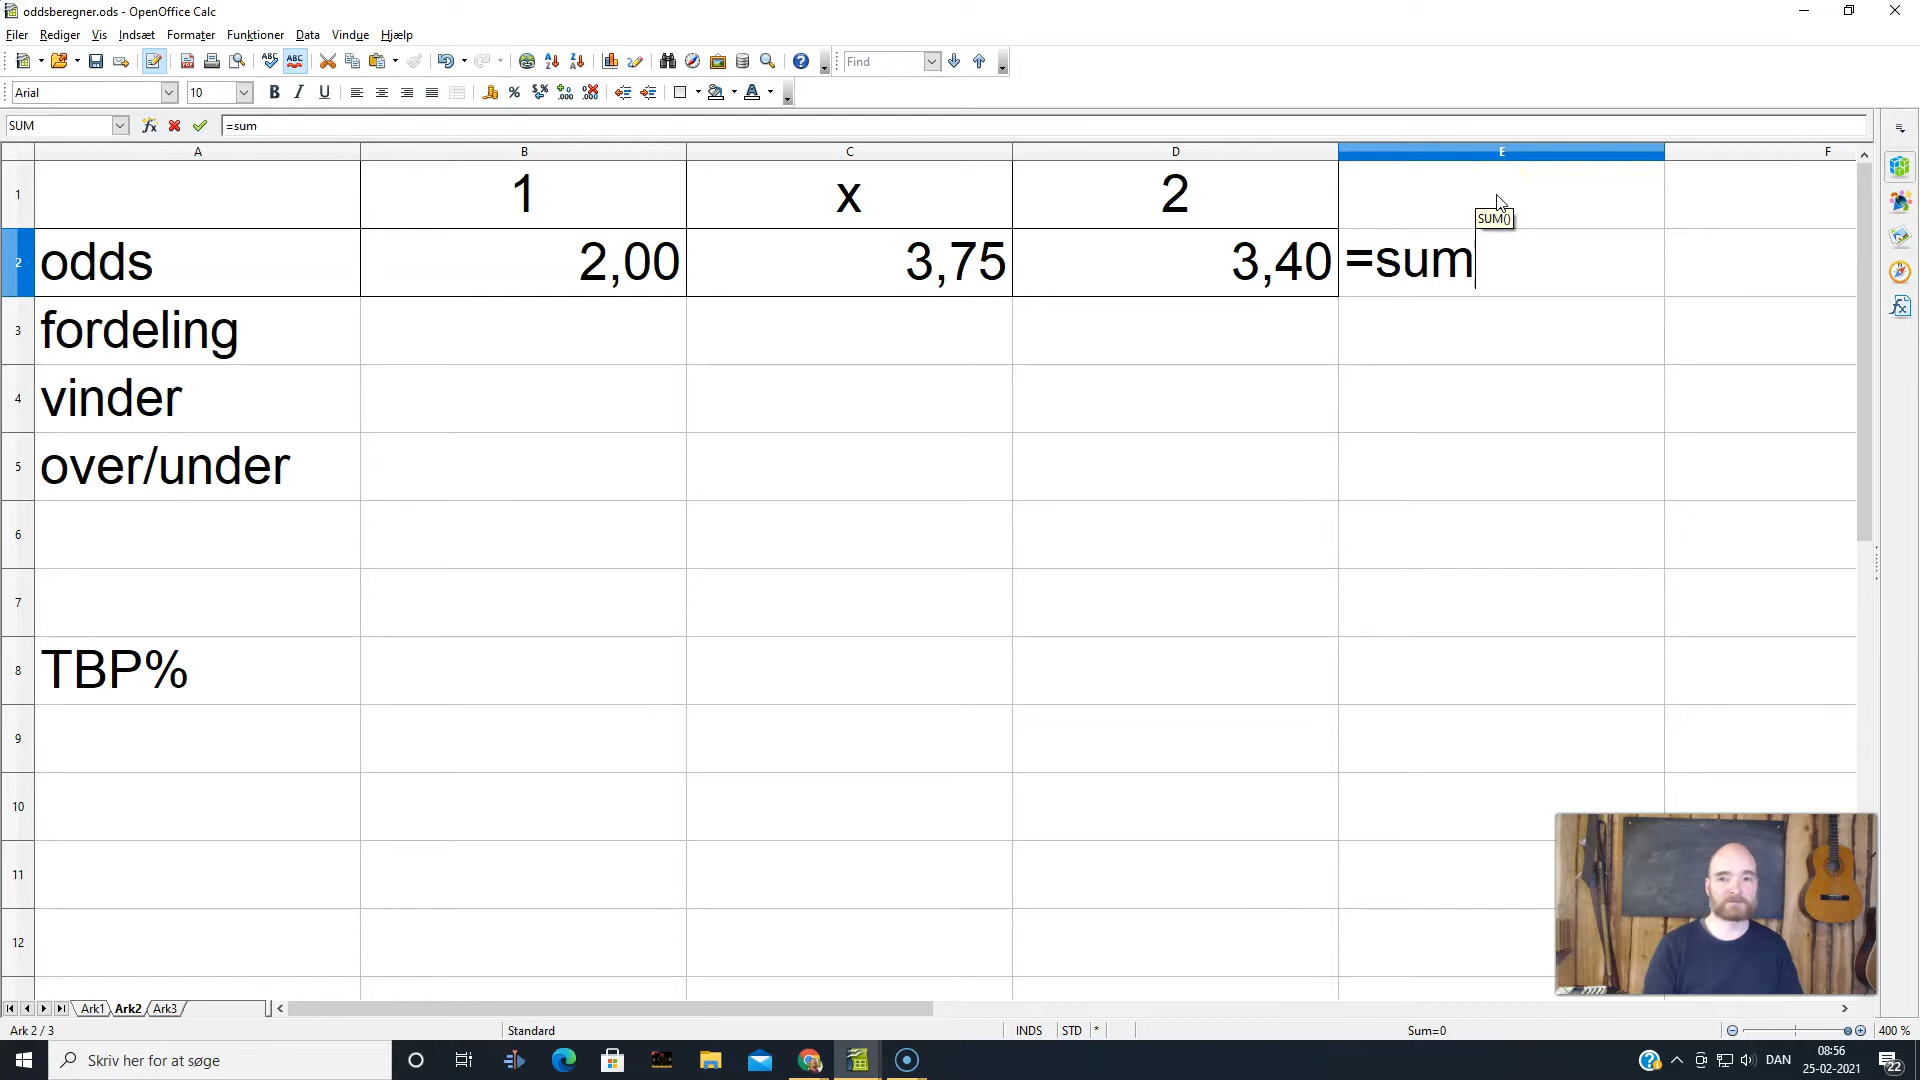 oddsberegner.ods - OpenOffice Calc
Filer Rediger Vis Indsæt Formater Funktioner Data Vindue Hjælp
Find
Arial 10
SUM =sum
A B C D E F
1 1 x 2
SUM()
2 odds 2,00 3,75 3,40 =sum
3 fordeling
4 vinder
5 over/under
6
7
8 TBP%
9
10
11
12
Ark1 Ark2 Ark3
Ark 2 / 3 Standard INDS STD * Sum=0 400 %
Skriv her for at søge DAN 08:56
25-02-2021 22